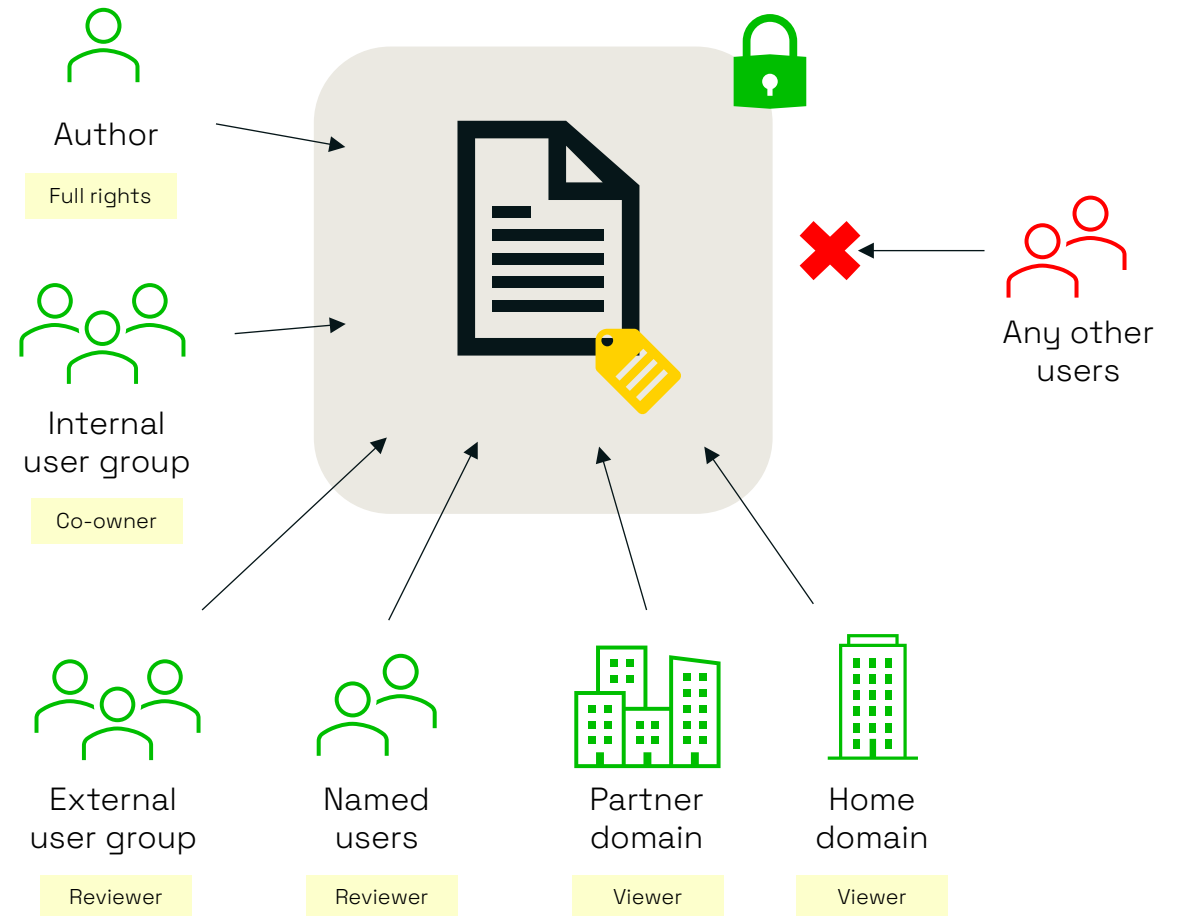 Author
Full rights
Internal
user group
Co-owner
Any other
users
External
user group
Reviewer
Named
users
Reviewer
Partner
domain
Viewer
Home
domain
Viewer